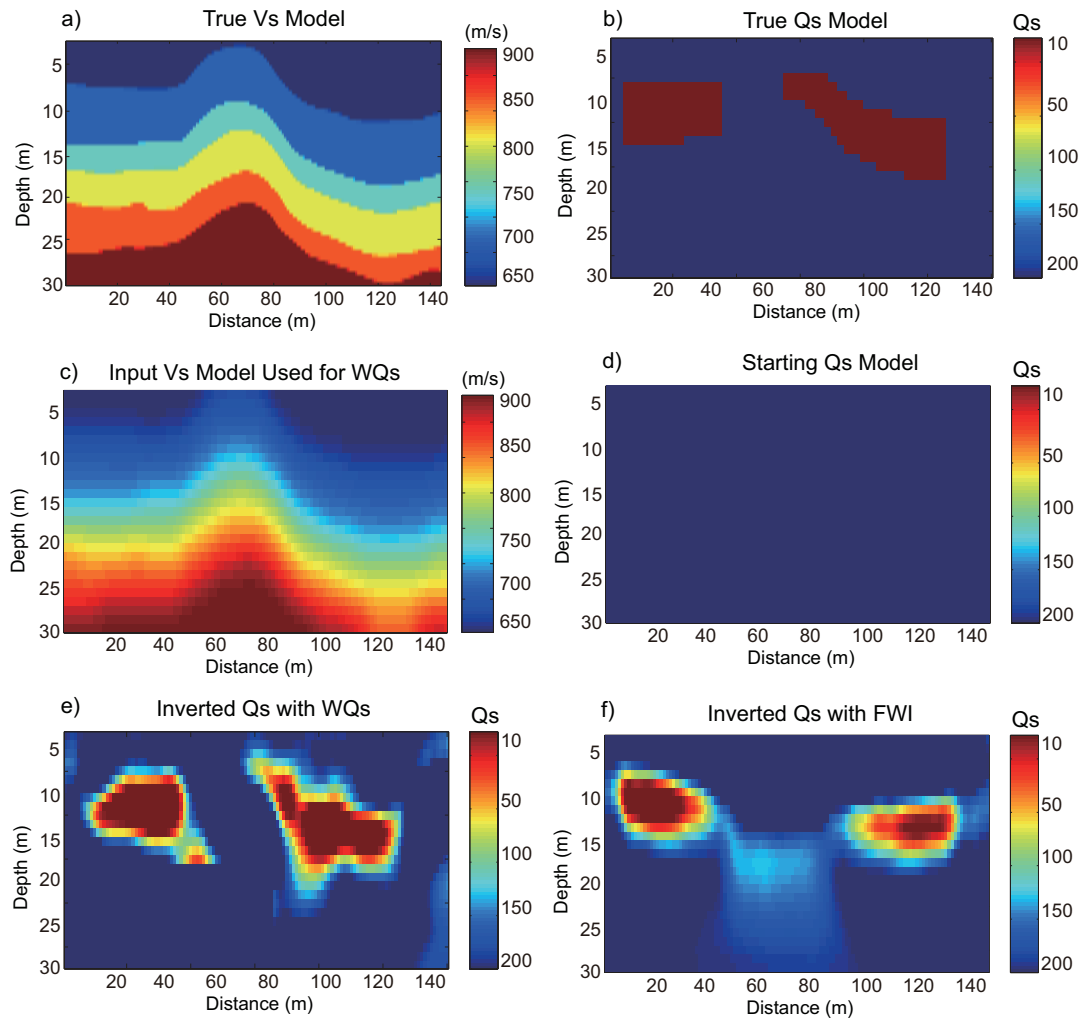 a) True Vs Model
(m/s)
5
10
15
20
25
30
Depth (m)
20 40 60 80 100 120 140
Distance (m)
900
850
800
750
700
650
b) True Qs Model
Qs
5
10
15
20
25
30
Depth (m)
20 40 60 80 100 120 140
Distance (m)
10
50
100
150
200
c) Input Vs Model Used for WQs
(m/s)
5
10
15
20
25
30
Depth (m)
20 40 60 80 100 120 140
Distance (m)
900
850
800
750
700
650
d) Starting Qs Model
Qs
5
10
15
20
25
30
Depth (m)
20 40 60 80 100 120 140
Distance (m)
10
50
100
150
200
e) Inverted Qs with WQs
Qs
5
10
15
20
25
30
Depth (m)
20 40 60 80 100 120 140
Distance (m)
10
50
100
150
200
f) Inverted Qs with FWI
Qs
5
10
15
20
25
30
Depth (m)
20 40 60 80 100 120 140
Distance (m)
10
50
100
150
200